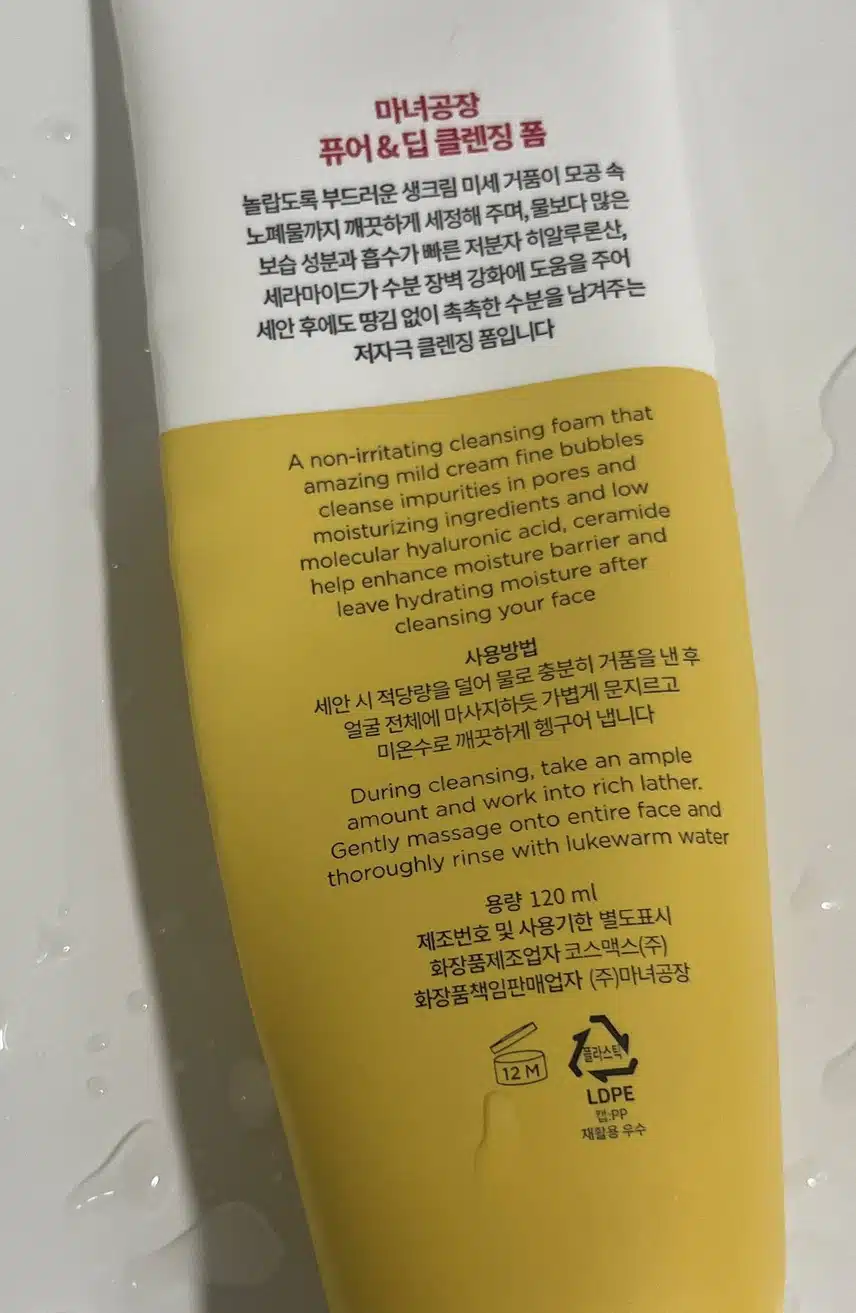 마녀공장
퓨어 & 딥 클렌징 폼
놀랍도록 부드러운 생크림 미세 거품이 모공 속
노폐물까지 깨끗하게 세정해 주며, 물보다 많은
보습 성분과 흡수가 빠른 저분자 히알루론산,
세라마이드가 수분 장벽 강화에 도움을 주어
세안 후에도 땅김 없이 촉촉한 수분을 남겨주는
저자극 클렌징 폼입니다
A non-irritating cleansing foam that
amazing mild cream fine bubbles
cleanse impurities in pores and
moisturizing ingredients and low
molecular hyaluronic acid, ceramide
help enhance moisture barrier and
leave hydrating moisture after
cleansing your face
사용방법
세안 시 적당량을 덜어 물로 충분히 거품을 낸 후
얼굴 전체에 마사지하듯 가볍게 문지르고
미온수로 깨끗하게 헹구어 냅니다
During cleansing, take an ample
amount and work into rich lather.
Gently massage onto entire face and
thoroughly rinse with lukewarm water
용량 120 ml
제조번호 및 사용기한 별도표시
화장품제조업자 코스맥스(주)
화장품책임판매업자 (주)마녀공장
12 M
플라스틱
LDPE
캡:PP
재활용 우수